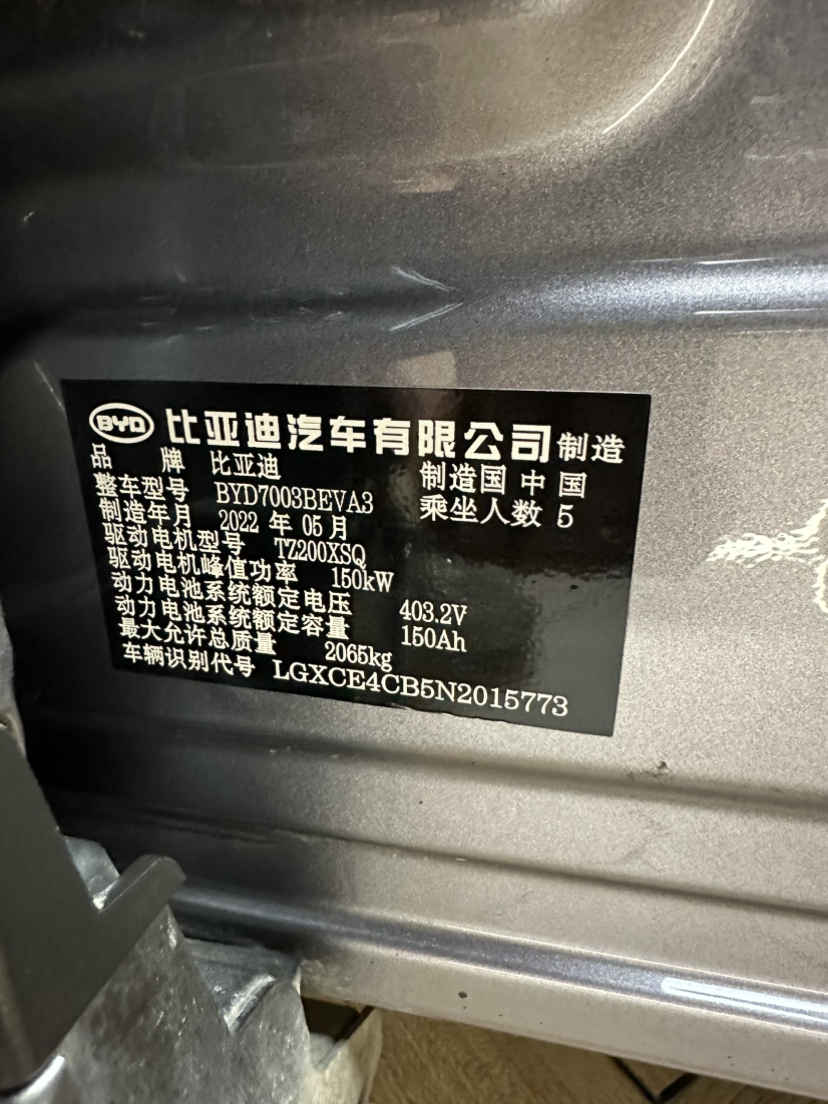 BYD 比亚迪汽车有限公司制造
品牌 比亚迪 制造国 中国
整车型号 BYD7003BEVA3 乘坐人数 5
制造年月 2022 年 05 月
驱动电机型号 TZ200XSQ
驱动电机峰值功率 150kW
动力电池系统额定电压 403.2V
动力电池系统额定容量 150Ah
最大允许总质量 2065kg
车辆识别代号 LGXCE4CB5N2015773